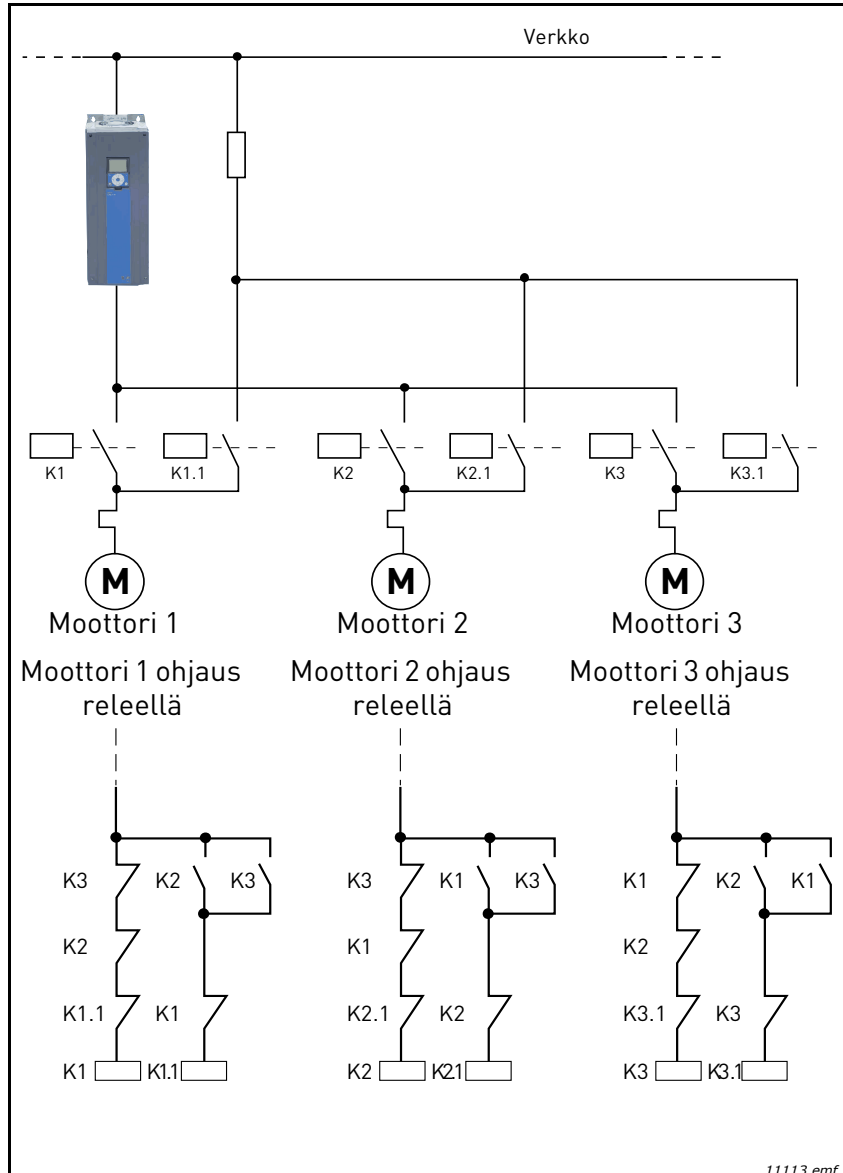 Verkko
K1 K1.1 K2 K2.1 K3 K3.1
M M M
Moottori 1 Moottori 2 Moottori 3
Moottori 1 ohjaus releellä
Moottori 2 ohjaus releellä
Moottori 3 ohjaus releellä
K3 K2 K3 K3 K1 K3 K1 K2 K1
K2 K1 K2
K1.1 K1 K2.1 K2 K3.1 K3
K1 K1.1 K2 K2.1 K3 K3.1
11113.emf